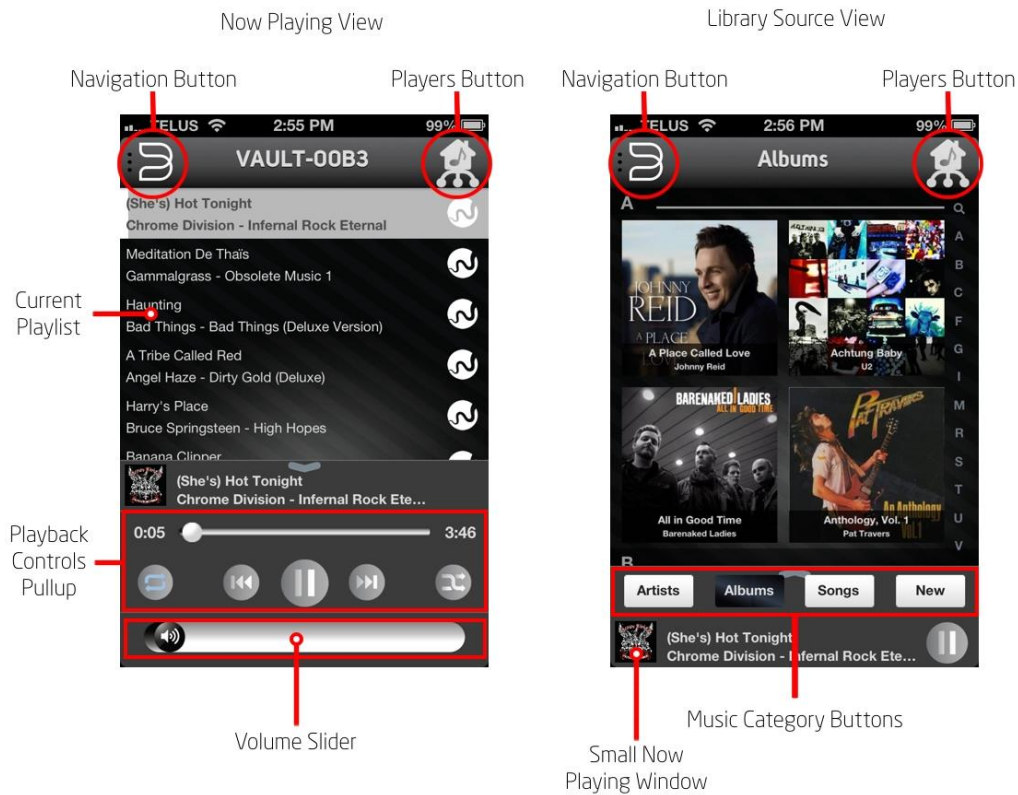 Now Playing View
Library Source View
Navigation Button
Players Button
Navigation Button
Players Button
TELUS 2:55 PM 99%
VAULT-00B3
(She's) Hot Tonight
Chrome Division - Infernal Rock Eternal
Meditation De Thaïs
Gammalgrass - Obsolete Music 1
Haunting
Bad Things - Bad Things (Deluxe Version)
A Tribe Called Red
Angel Haze - Dirty Gold (Deluxe)
Harry's Place
Bruce Springsteen - High Hopes
Banana Clipper
(She's) Hot Tonight
Chrome Division - Infernal Rock Ete...
0:05 3:46
Current
Playlist
Playback
Controls
Pullup
Volume Slider
TELUS 2:56 PM 99%
Albums
A
JOHNNY
REID
A PLACE
CALLED
LOVE
A Place Called Love
Johnny Reid
Achtung Baby
U2
BARENAKED LADIES
ALL IN GOOD TIME
All in Good Time
Barenaked Ladies
PAT TRAVERS
An Anthology
Vol.1
Anthology, Vol. 1
Pat Travers
A
B
C
F
G
I
M
R
S
T
U
V
B
Artists Albums Songs New
(She's) Hot Tonight
Chrome Division - Infernal Rock Ete...
Music Category Buttons
Small Now
Playing Window